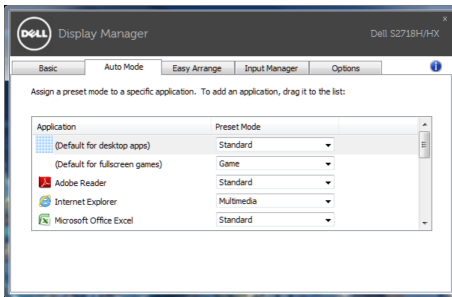 DELL Display Manager
Dell S2718H/HX
Basic Auto Mode Easy Arrange Input Manager Options
Assign a preset mode to a specific application. To add an application, drag it to the list:
Application Preset Mode
(Default for desktop apps) Standard
(Default for fullscreen games) Game
Adobe Reader Standard
Internet Explorer Multimedia
Microsoft Office Excel Standard